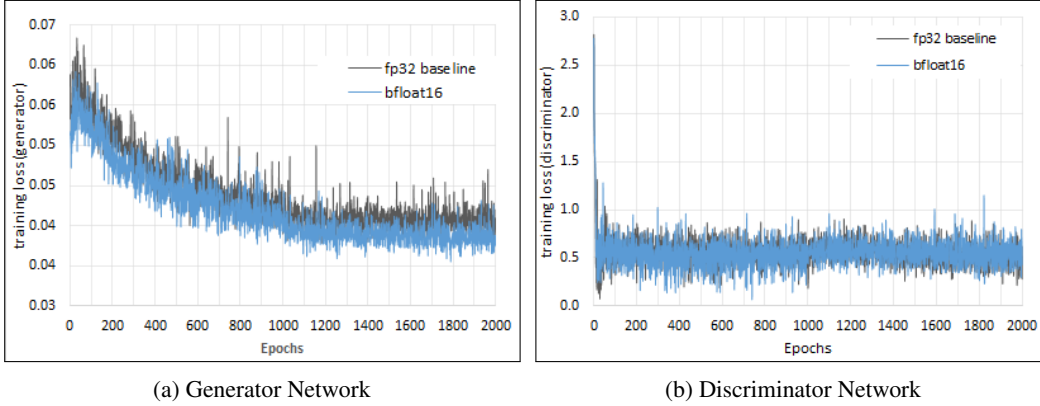 0.07
0.06
0.06
0.05
0.05
0.04
0.04
0.03
training loss(generator)
fp32 baseline
bfloat16
0 200 400 600 800 1000 1200 1400 1600 1800 2000
Epochs
(a) Generator Network
3.0
2.5
2.0
1.5
1.0
0.5
0.0
training loss(discriminator)
fp32 baseline
bfloat16
0 200 400 600 800 1000 1200 1400 1600 1800 2000
Epochs
(b) Discriminator Network